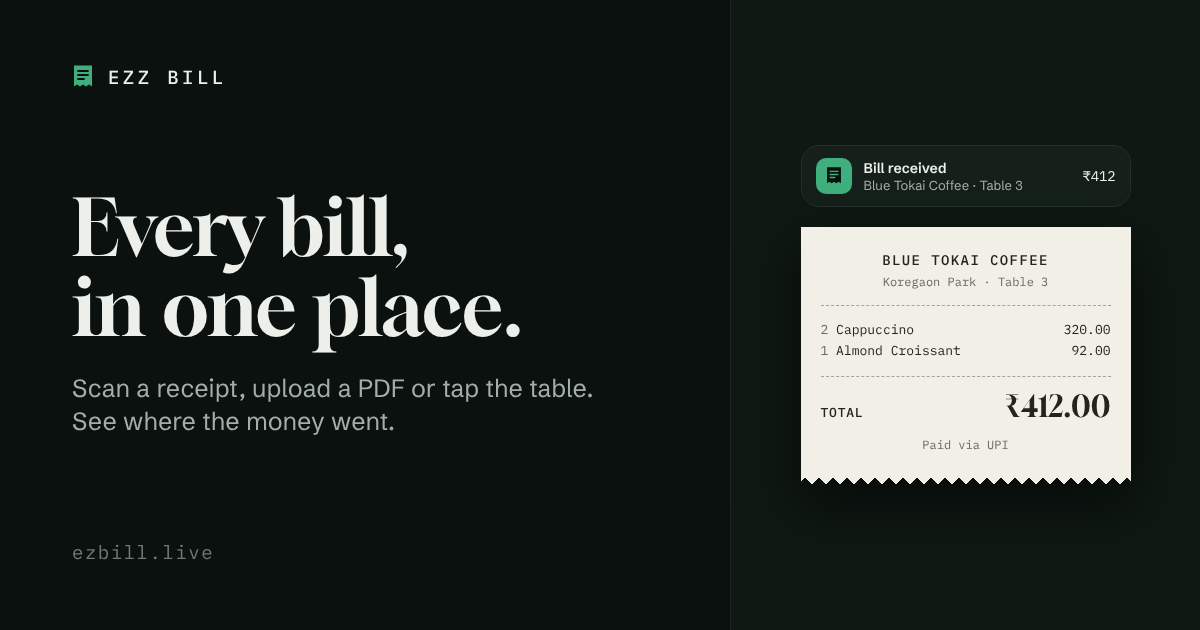 EZZ BILL
Every bill,
in one place.
Scan a receipt, upload a PDF or tap the table.
See where the money went.
ezbill.live
Bill received
Blue Tokai Coffee · Table 3
₹412
BLUE TOKAI COFFEE
Koregaon Park · Table 3
2 Cappuccino 320.00
1 Almond Croissant 92.00
TOTAL ₹412.00
Paid via UPI